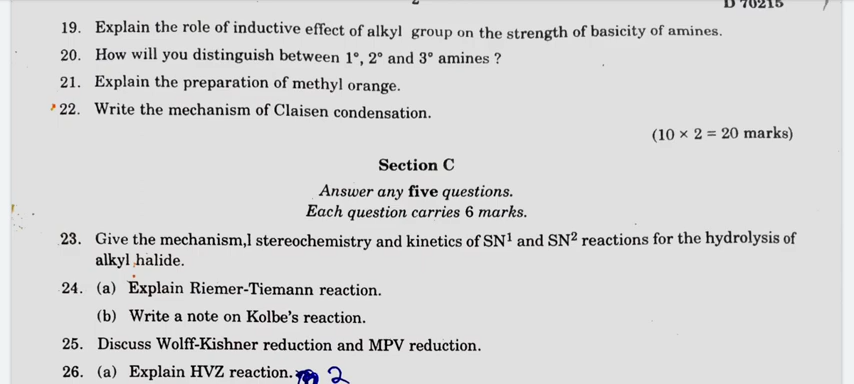 D 70215
19. Explain the role of inductive effect of alkyl group on the strength of basicity of amines.
20. How will you distinguish between 1°, 2° and 3° amines ?
21. Explain the preparation of methyl orange.
22. Write the mechanism of Claisen condensation.
(10 × 2 = 20 marks)
Section C
Answer any five questions.
Each question carries 6 marks.
23. Give the mechanism,l stereochemistry and kinetics of SN¹ and SN² reactions for the hydrolysis of
alkyl halide.
24. (a) Explain Riemer-Tiemann reaction.
(b) Write a note on Kolbe's reaction.
25. Discuss Wolff-Kishner reduction and MPV reduction.
26. (a) Explain HVZ reaction. 2